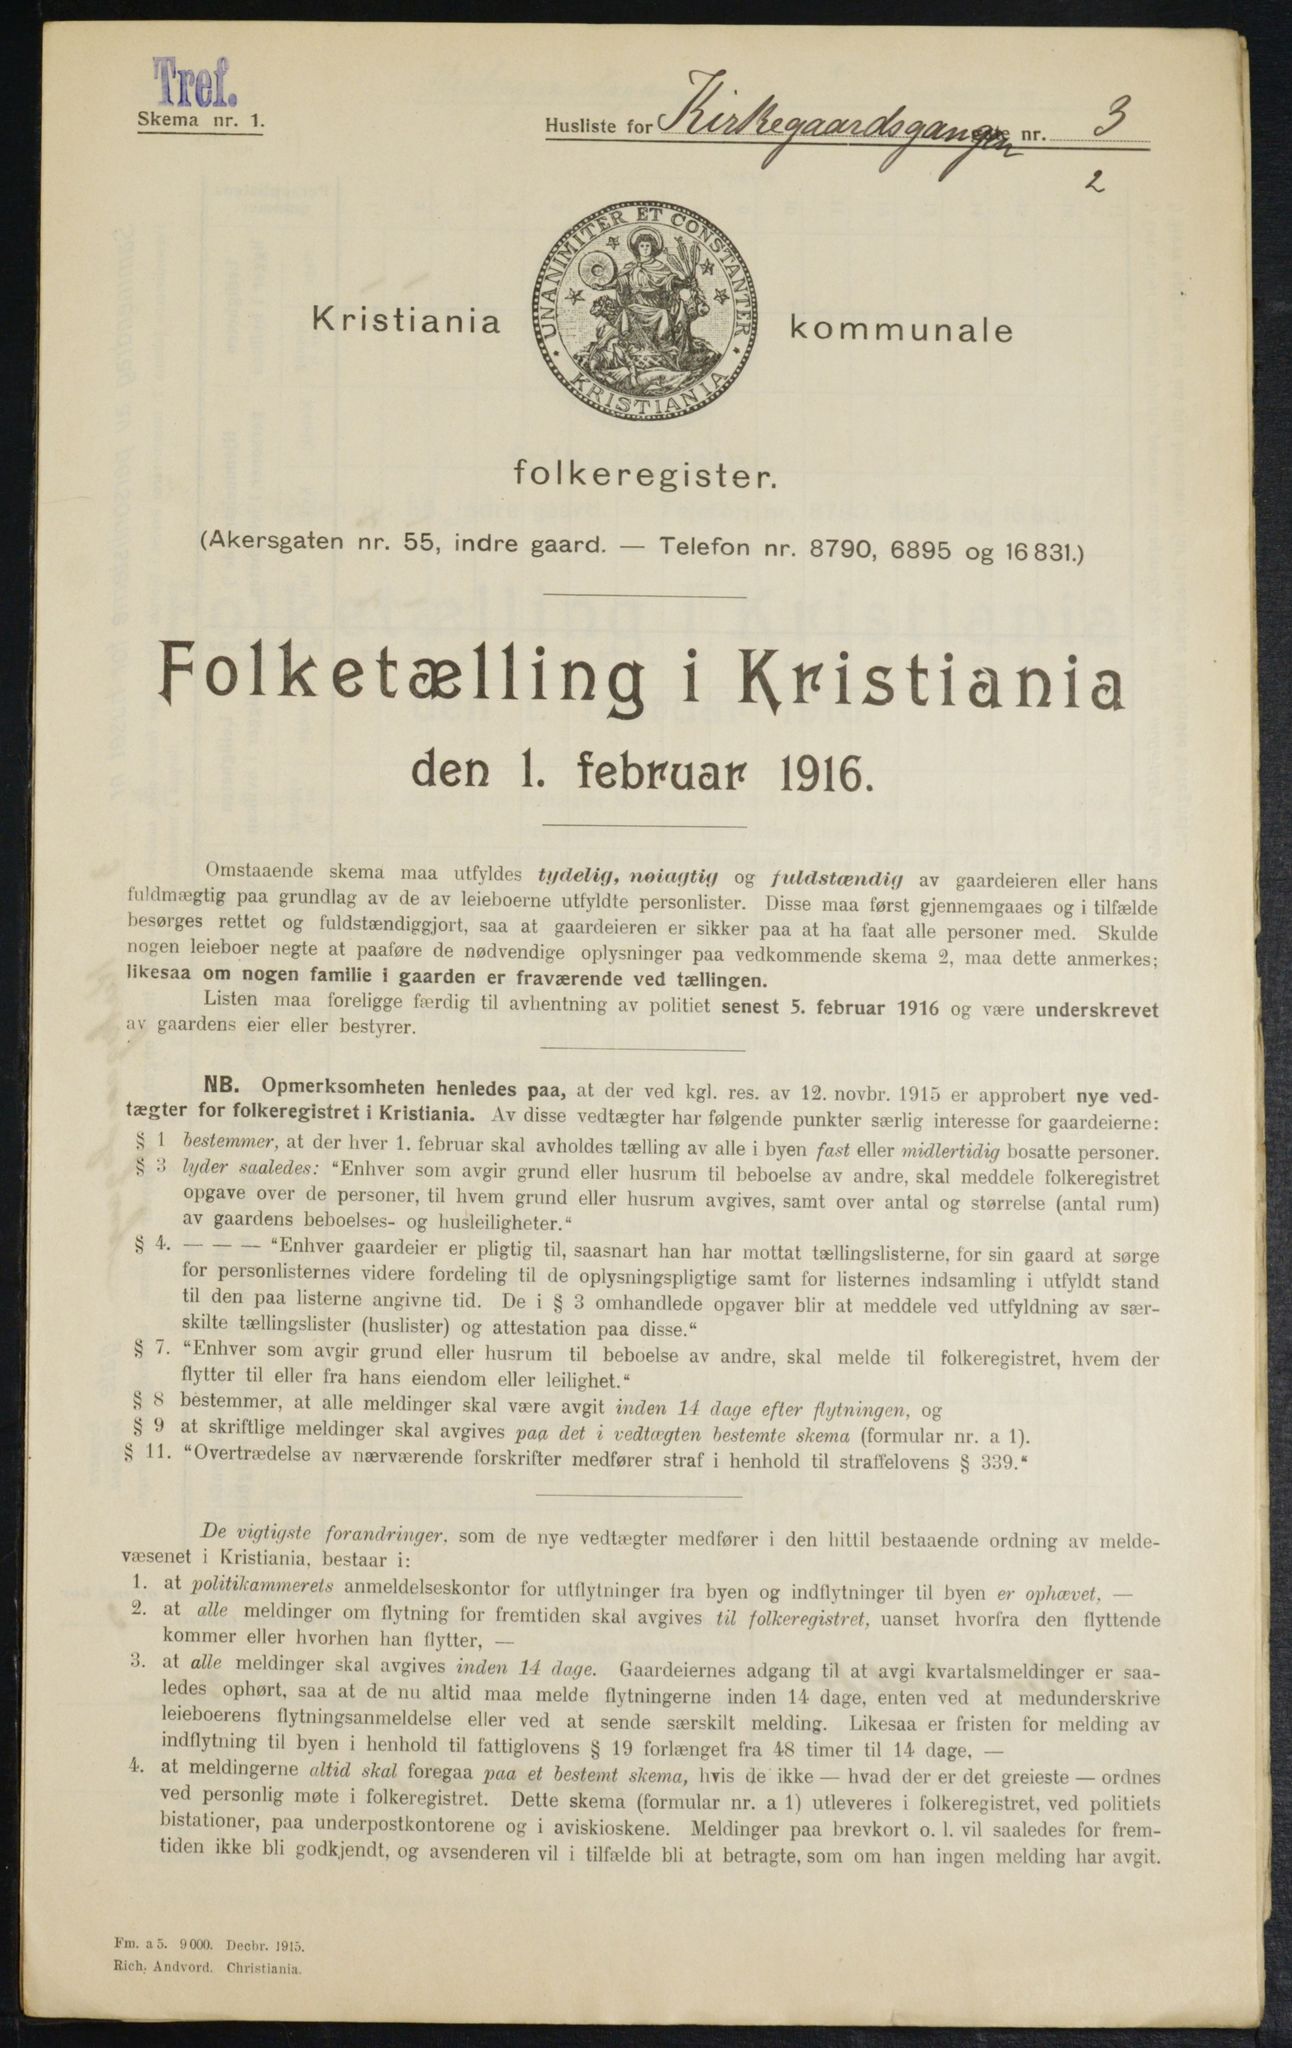 Tref.
Skema nr. 1.
Husliste for Kirkegaardsgangen nr. 3
2
UNANIMITER ET CONSTANTER
KRISTIANIA
Kristiania kommunale
folkeregister.
(Akersgaten nr. 55, indre gaard. — Telefon nr. 8790, 6895 og 16 831.)
Folketælling i Kristiania
den 1. februar 1916.
Omstaaende skema maa utfyldes tydelig, nøiagtig og fuldstændig av gaardeieren eller hans
fuldmægtig paa grundlag av de av leieboerne utfyldte personlister. Disse maa først gjennemgaaes og i tilfælde
besørges rettet og fuldstændiggjort, saa at gaardeieren er sikker paa at ha faat alle personer med. Skulde
nogen leieboer negte at paaføre de nødvendige oplysninger paa vedkommende skema 2, maa dette anmerkes;
likesaa om nogen familie i gaarden er fraværende ved tællingen.
Listen maa foreligge færdig til avhentning av politiet senest 5. februar 1916 og være underskrevet
av gaardens eier eller bestyrer.
NB. Opmerksomheten henledes paa, at der ved kgl. res. av 12. novbr. 1915 er approbert nye ved-
tægter for folkeregistret i Kristiania. Av disse vedtægter har følgende punkter særlig interesse for gaardeierne:
§ 1 bestemmer, at der hver 1. februar skal avholdes tælling av alle i byen fast eller midlertidig bosatte personer.
§ 3 lyder saaledes: "Enhver som avgir grund eller husrum til beboelse av andre, skal meddele folkeregistret
opgave over de personer, til hvem grund eller husrum avgives, samt over antal og størrelse (antal rum)
av gaardens beboelses- og husleiligheter."
§ 4. — — — "Enhver gaardeier er pligtig til, saasnart han har mottat tællingslisterne, for sin gaard at sørge
for personlisternes videre fordeling til de oplysningspligtige samt for listernes indsamling i utfyldt stand
til den paa listerne angivne tid. De i § 3 omhandlede opgaver blir at meddele ved utfyldning av sær-
skilte tællingslister (huslister) og attestation paa disse."
§ 7. "Enhver som avgir grund eller husrum til beboelse av andre, skal melde til folkeregistret, hvem der
flytter til eller fra hans eiendom eller leilighet."
§ 8 bestemmer, at alle meldinger skal være avgit inden 14 dage efter flytningen, og
§ 9 at skriftlige meldinger skal avgives paa det i vedtægten bestemte skema (formular nr. a 1).
§ 11. "Overtrædelse av nærværende forskrifter medfører straf i henhold til straffelovens § 339."
De vigtigste forandringer, som de nye vedtægter medfører i den hittil bestaaende ordning av melde-
væsenet i Kristiania, bestaar i:
1. at politikammerets anmeldelseskontor for utflytninger fra byen og indflytninger til byen er ophævet, —
2. at alle meldinger om flytning for fremtiden skal avgives til folkeregistret, uanset hvorfra den flyttende
kommer eller hvorhen han flytter, —
3. at alle meldinger skal avgives inden 14 dage. Gaardeiernes adgang til at avgi kvartalsmeldinger er saa-
ledes ophørt, saa at de nu altid maa melde flytningerne inden 14 dage, enten ved at medunderskrive
leieboerens flytningsanmeldelse eller ved at sende særskilt melding. Likesaa er fristen for melding av
indflytning til byen i henhold til fattiglovens § 19 forlænget fra 48 timer til 14 dage, —
4. at meldingerne altid skal foregaa paa et bestemt skema, hvis de ikke — hvad der er det greieste — ordnes
ved personlig møte i folkeregistret. Dette skema (formular nr. a 1) utleveres i folkeregistret, ved politiets
bistationer, paa underpostkontorene og i aviskioskene. Meldinger paa brevkort o. l. vil saaledes for frem-
tiden ikke bli godkjendt, og avsenderen vil i tilfælde bli at betragte, som om han ingen melding har avgit.
Fm. a 5. 9 000. Decbr. 1915.
Rich. Andvord. Christiania.